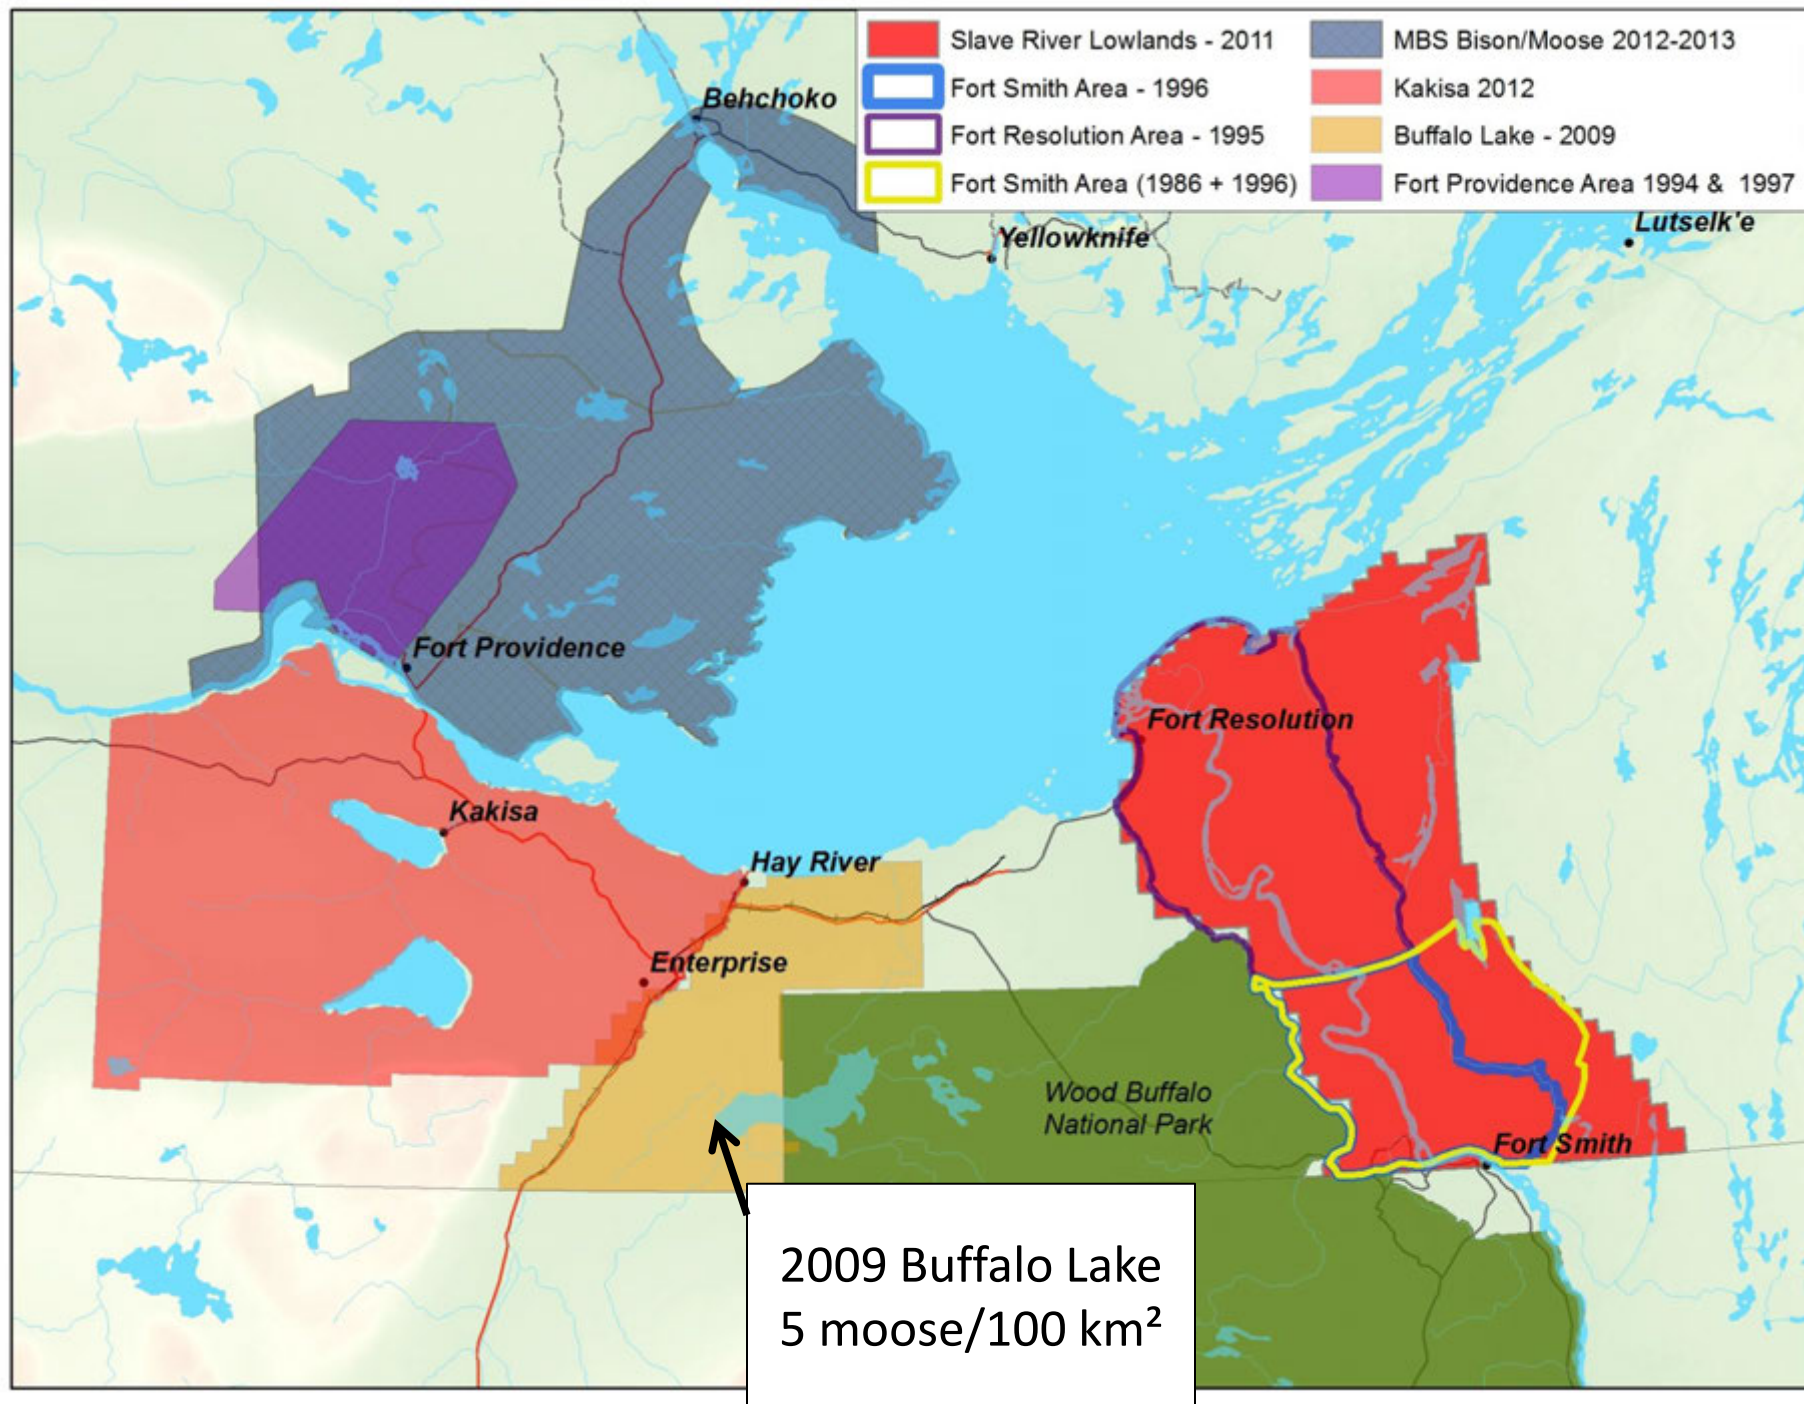 Slave River Lowlands - 2011
MBS Bison/Moose 2012-2013
Fort Smith Area - 1996
Kakisa 2012
Fort Resolution Area - 1995
Buffalo Lake - 2009
Fort Smith Area (1986 + 1996)
Fort Providence Area 1994 & 1997
Behchoko
Lutselk'e
Yellowknife
Fort Providence
Fort Resolution
Kakisa
Hay River
Enterprise
Wood Buffalo
National Park
Fort Smith
2009 Buffalo Lake
5 moose/100 km²